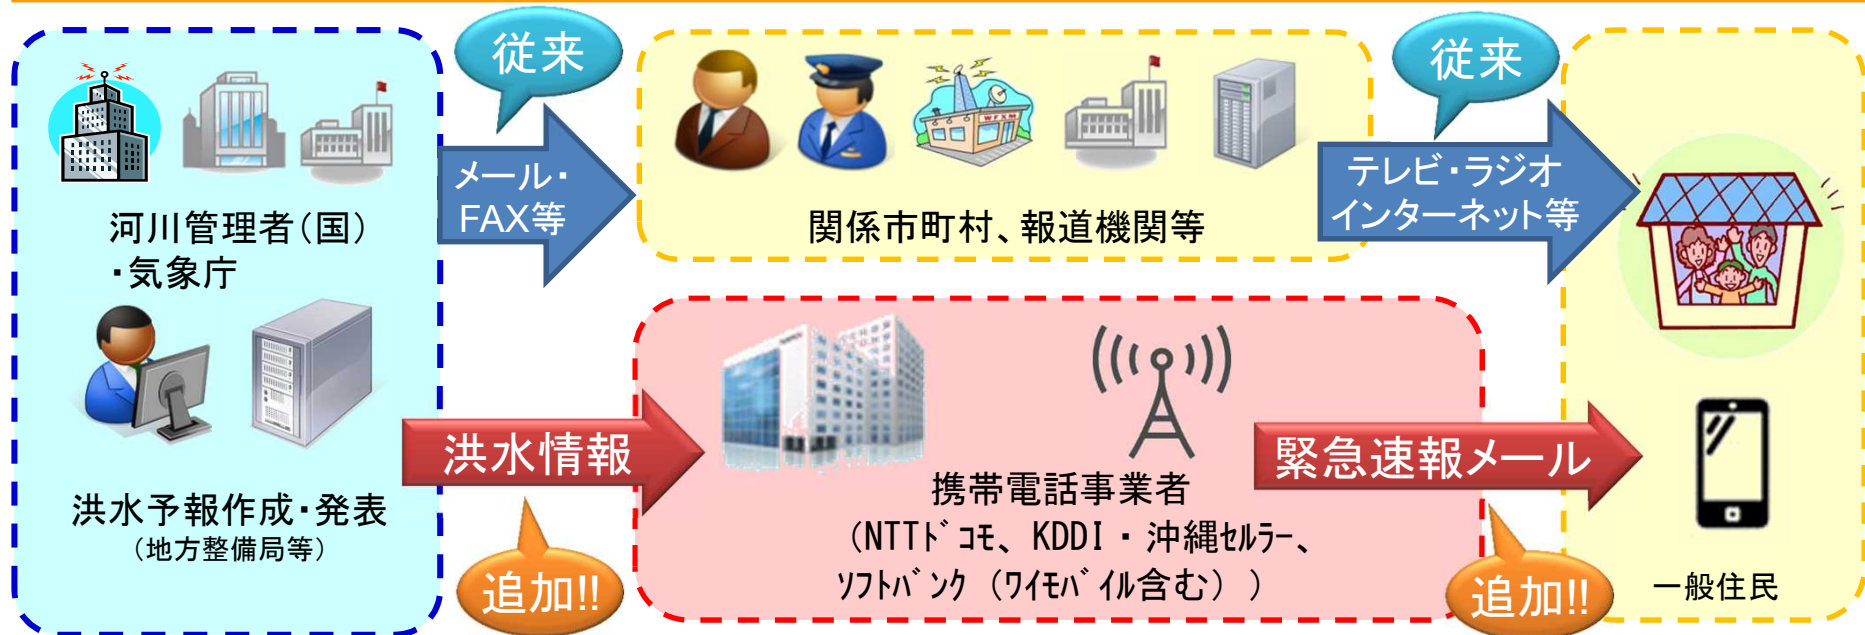 従来
メール・
FAX等
河川管理者(国)
・気象庁
関係市町村、報道機関等
従来
テレビ・ラジオ
インターネット等
WFXM
洪水予報作成・発表
(地方整備局等)
洪水情報
追加!!
携帯電話事業者
(NTTﾄﾞｺﾓ、KDDI・沖縄ｾﾙﾗｰ、
ｿﾌﾄﾊﾞﾝｸ(ﾜｲﾓﾊﾞｲﾙ含む))
緊急速報メール
追加!!
一般住民